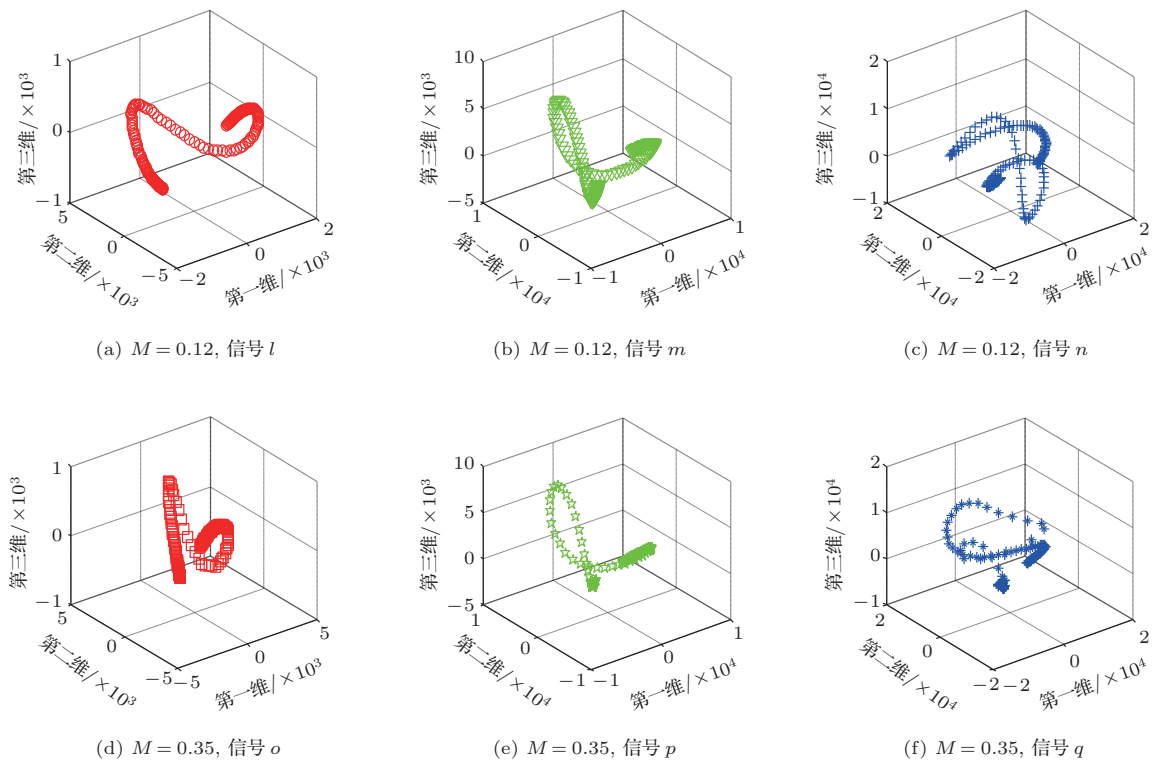 1
0
−1
第三维/×10³
5
0
−5
第二维/×10³
−2
0
2
第一维/×10³
(a) M = 0.12, 信号 l
10
5
0
−5
第三维/×10³
1
0
−1
第二维/×10⁴
−1
0
1
第一维/×10⁴
(b) M = 0.12, 信号 m
2
1
0
−1
第三维/×10⁴
2
0
−2
第二维/×10⁴
−2
0
2
第一维/×10⁴
(c) M = 0.12, 信号 n
1
0
−1
第三维/×10³
5
0
−5
第二维/×10³
−5
0
5
第一维/×10³
(d) M = 0.35, 信号 o
10
5
0
−5
第三维/×10³
1
0
−1
第二维/×10⁴
−1
0
1
第一维/×10⁴
(e) M = 0.35, 信号 p
2
1
0
−1
第三维/×10⁴
2
0
−2
第二维/×10⁴
−2
0
2
第一维/×10⁴
(f) M = 0.35, 信号 q